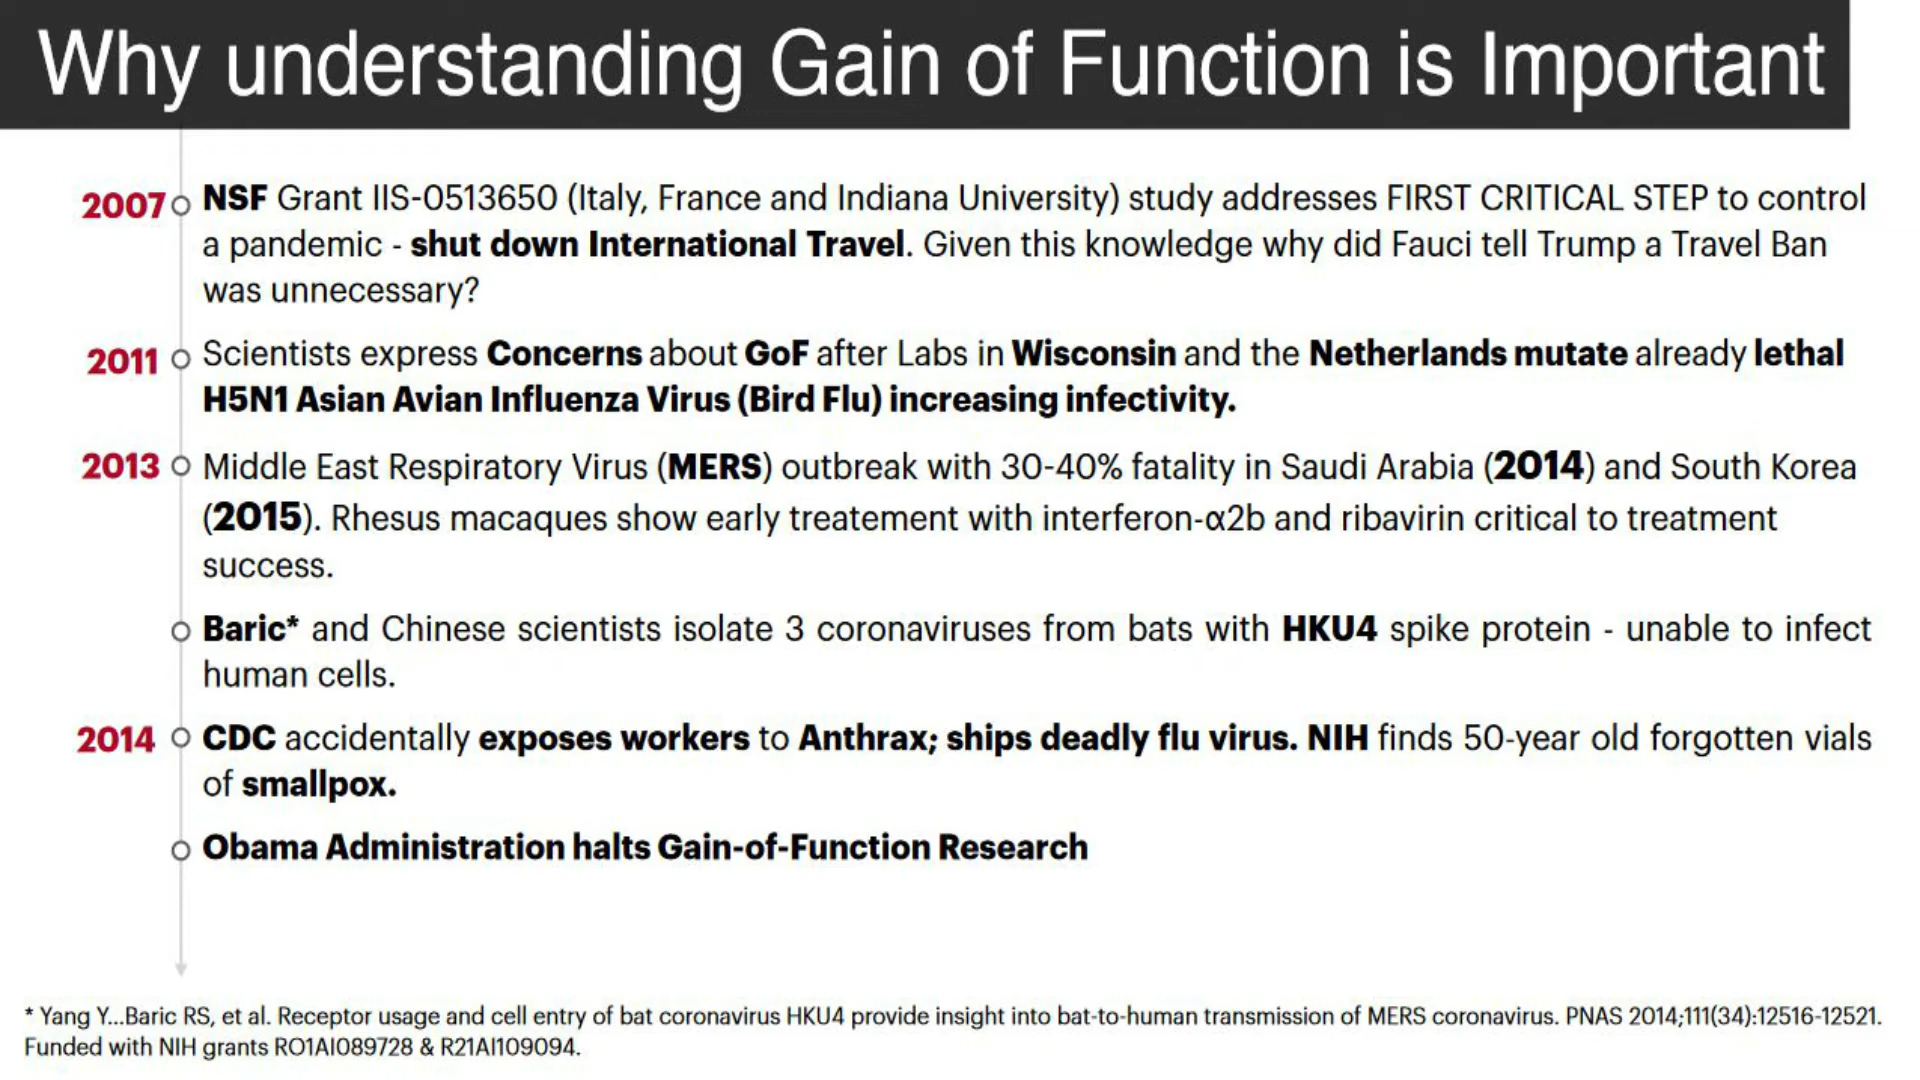 Why understanding Gain of Function is Important
2007 NSF Grant IIS-0513650 (Italy, France and Indiana University) study addresses FIRST CRITICAL STEP to control
a pandemic - shut down International Travel. Given this knowledge why did Fauci tell Trump a Travel Ban
was unnecessary?
2011 Scientists express Concerns about GoF after Labs in Wisconsin and the Netherlands mutate already lethal
H5N1 Asian Avian Influenza Virus (Bird Flu) increasing infectivity.
2013 Middle East Respiratory Virus (MERS) outbreak with 30-40% fatality in Saudi Arabia (2014) and South Korea
(2015). Rhesus macaques show early treatement with interferon-α2b and ribavirin critical to treatment
success.
Baric* and Chinese scientists isolate 3 coronaviruses from bats with HKU4 spike protein - unable to infect
human cells.
2014 CDC accidentally exposes workers to Anthrax; ships deadly flu virus. NIH finds 50-year old forgotten vials
of smallpox.
Obama Administration halts Gain-of-Function Research
* Yang Y...Baric RS, et al. Receptor usage and cell entry of bat coronavirus HKU4 provide insight into bat-to-human transmission of MERS coronavirus. PNAS 2014;111(34):12516-12521.
Funded with NIH grants RO1AI089728 & R21AI109094.